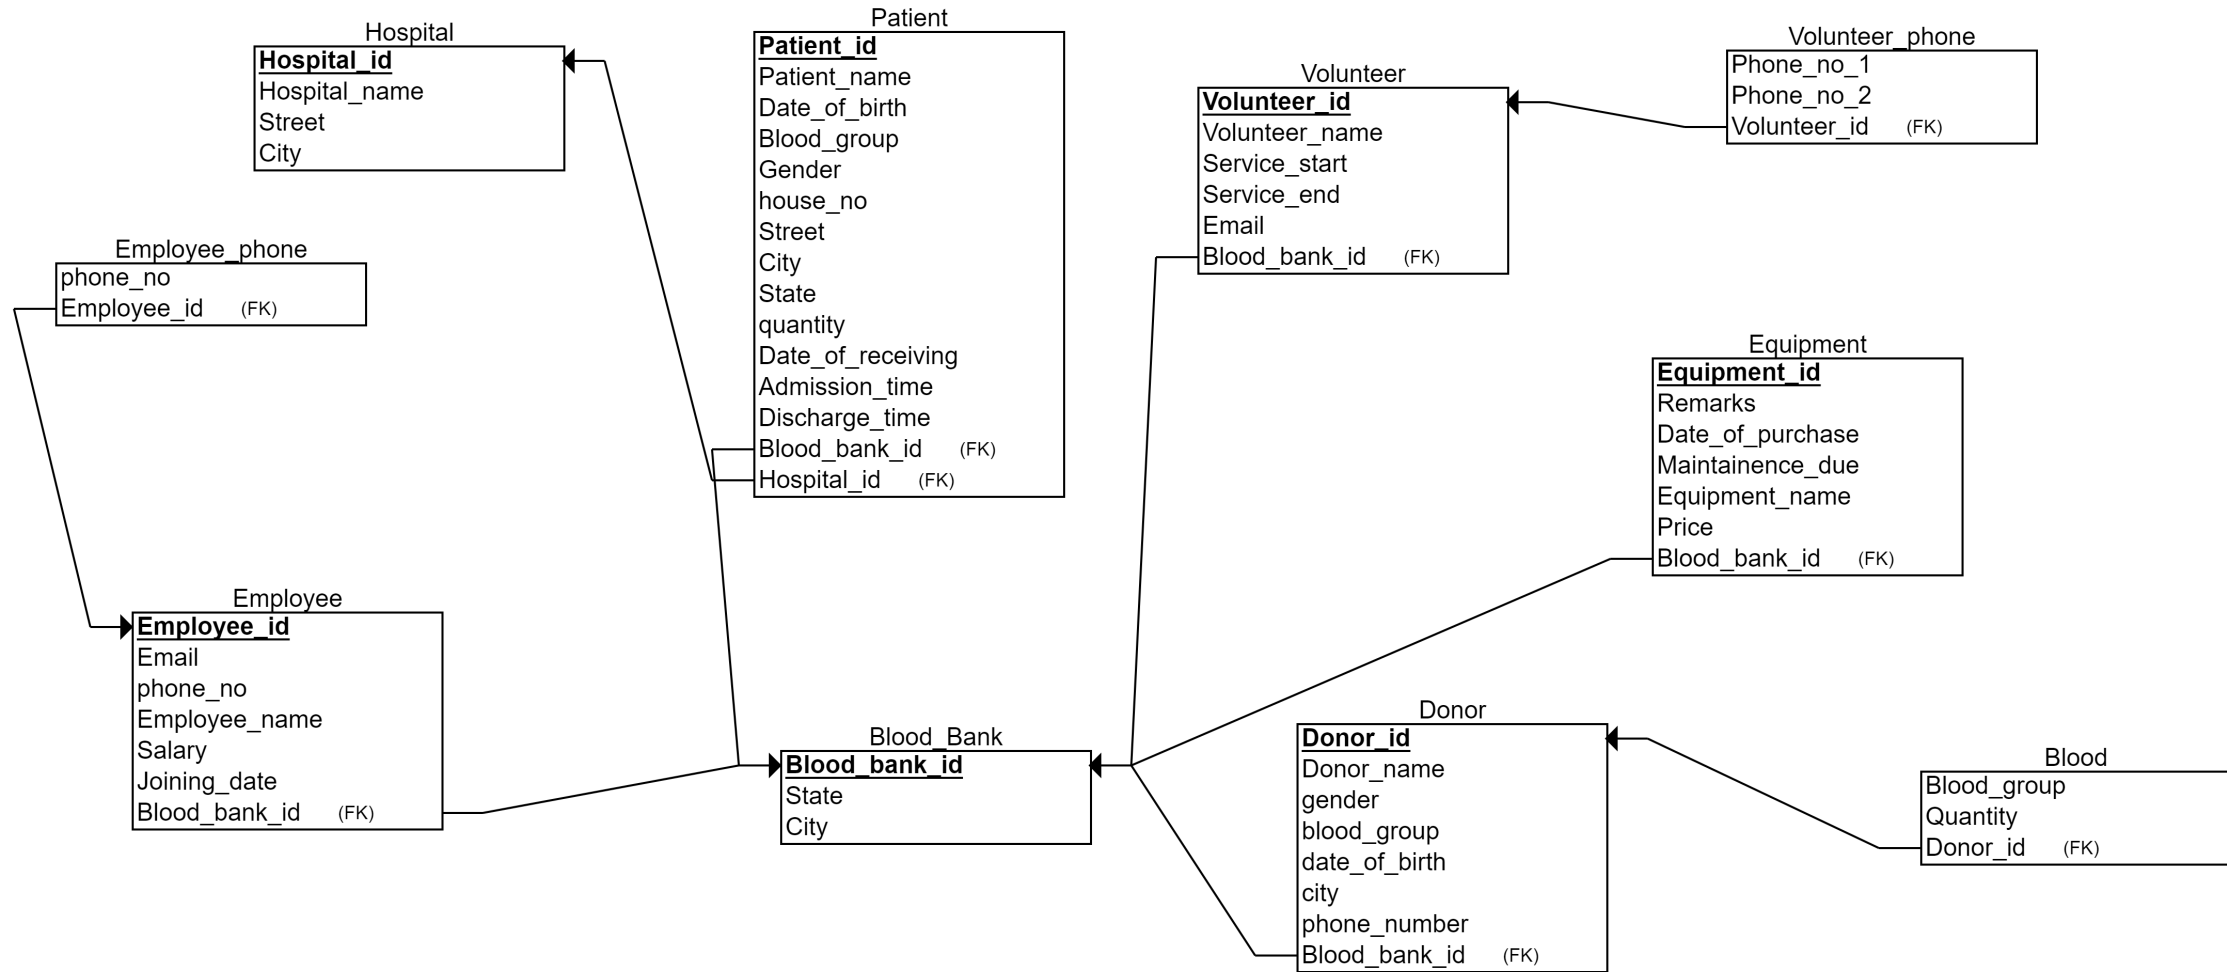 Hospital
Hospital_id
Hospital_name
Street
City
Patient
Patient_id
Patient_name
Date_of_birth
Blood_group
Gender
house_no
Street
City
State
quantity
Date_of_receiving
Admission_time
Discharge_time
Blood_bank_id (FK)
Hospital_id (FK)
Volunteer
Volunteer_id
Volunteer_name
Service_start
Service_end
Email
Blood_bank_id (FK)
Volunteer_phone
Phone_no_1
Phone_no_2
Volunteer_id (FK)
Employee_phone
phone_no
Employee_id (FK)
Equipment
Equipment_id
Remarks
Date_of_purchase
Maintainence_due
Equipment_name
Price
Blood_bank_id (FK)
Employee
Employee_id
Email
phone_no
Employee_name
Salary
Joining_date
Blood_bank_id (FK)
Blood_Bank
Blood_bank_id
State
City
Donor
Donor_id
Donor_name
gender
blood_group
date_of_birth
city
phone_number
Blood_bank_id (FK)
Blood
Blood_group
Quantity
Donor_id (FK)